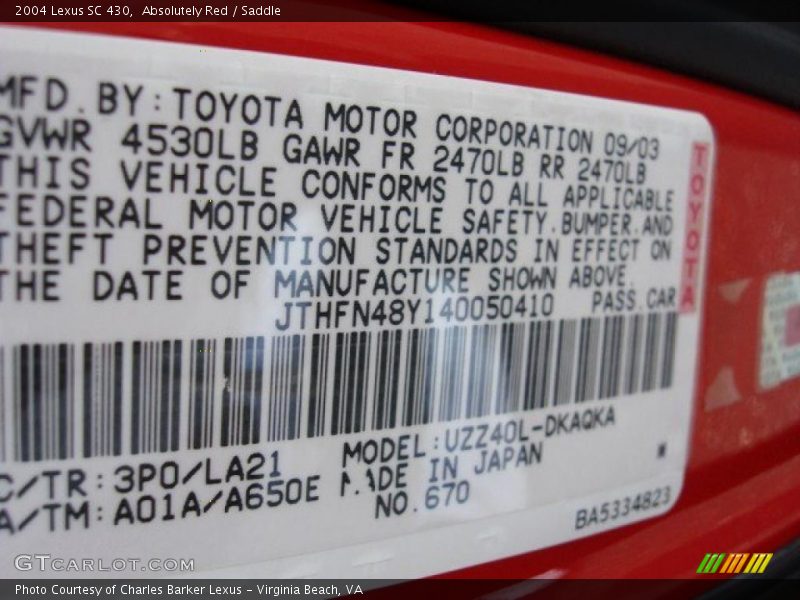 2004 Lexus SC 430,  Absolutely Red / Saddle
MFD. BY: TOYOTA MOTOR CORPORATION 09/03
GVWR 4530LB GAWR FR 2470LB RR 2470LB
THIS VEHICLE CONFORMS TO ALL APPLICABLE
FEDERAL MOTOR VEHICLE SAFETY. BUMPER. AND
THEFT PREVENTION STANDARDS IN EFFECT ON
THE DATE OF MANUFACTURE SHOWN ABOVE.
JTHFN48Y140050410 PASS. CAR
TOYOTA
C/TR: 3P0/LA21 MODEL: UZZ40L-DKAQKA
A/TM: A01A/A650E MADE IN JAPAN
NO. 670
BA5334823
GTCARLOT.COM
Photo Courtesy of Charles Barker Lexus - Virginia Beach, VA